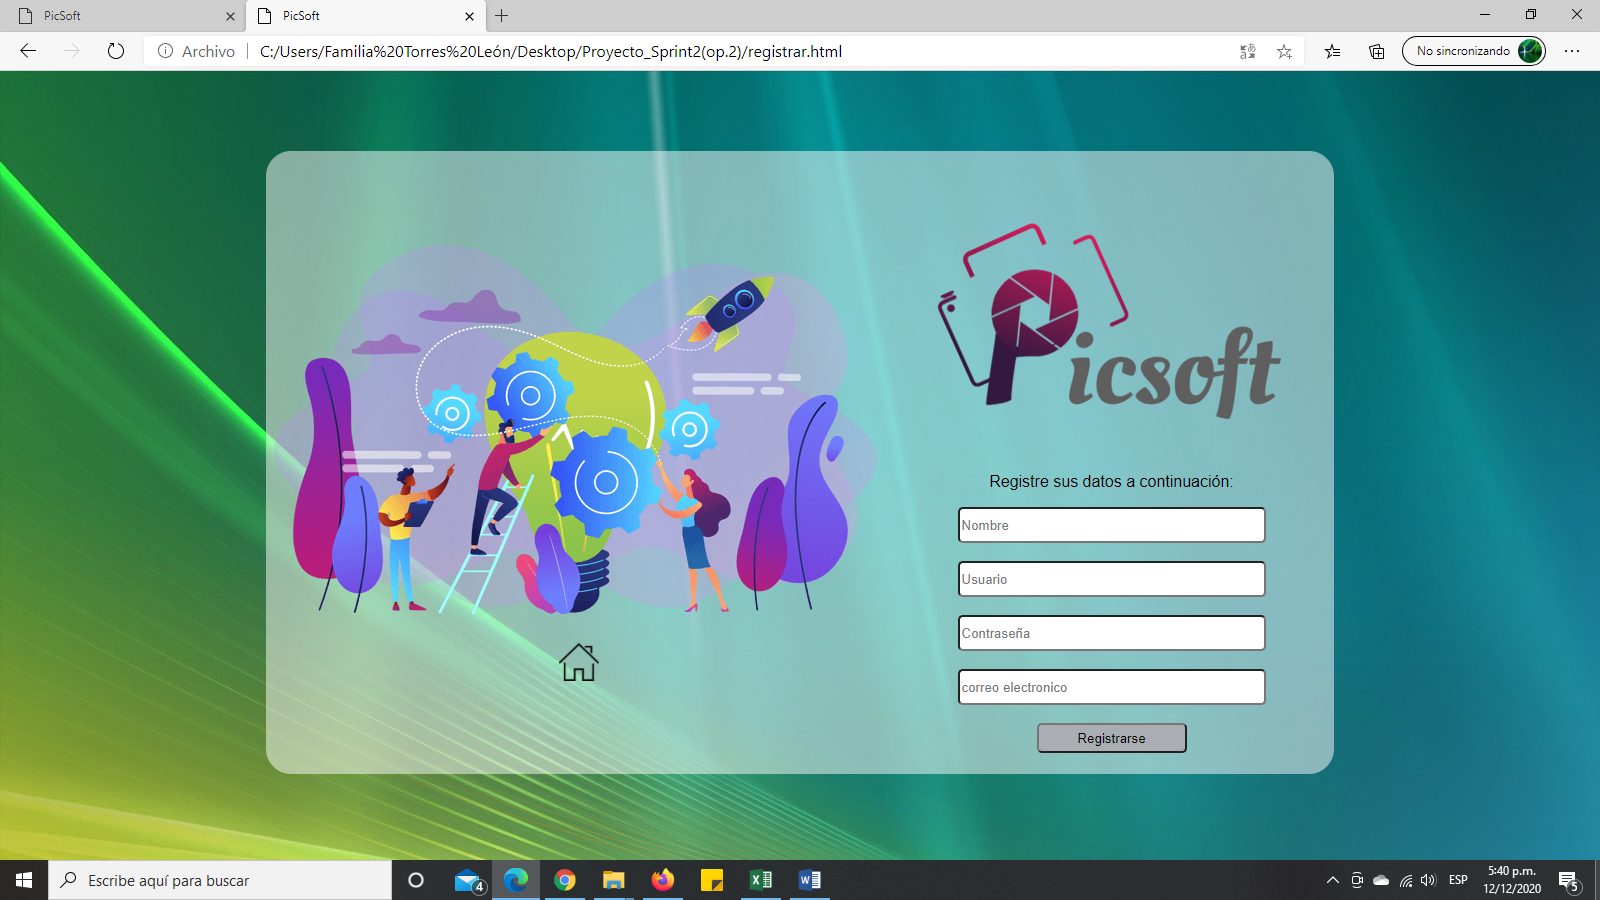 PicSoft
PicSoft
Archivo
C:/Users/Familia%20Torres%20León/Desktop/Proyecto_Sprint2(op.2)/registrar.html
No sincronizando
Picsoft
Registre sus datos a continuación:
Nombre
Usuario
Contraseña
correo electronico
Registrarse
Escribe aquí para buscar
4
ESP
5:40 p.m.
12/12/2020
5